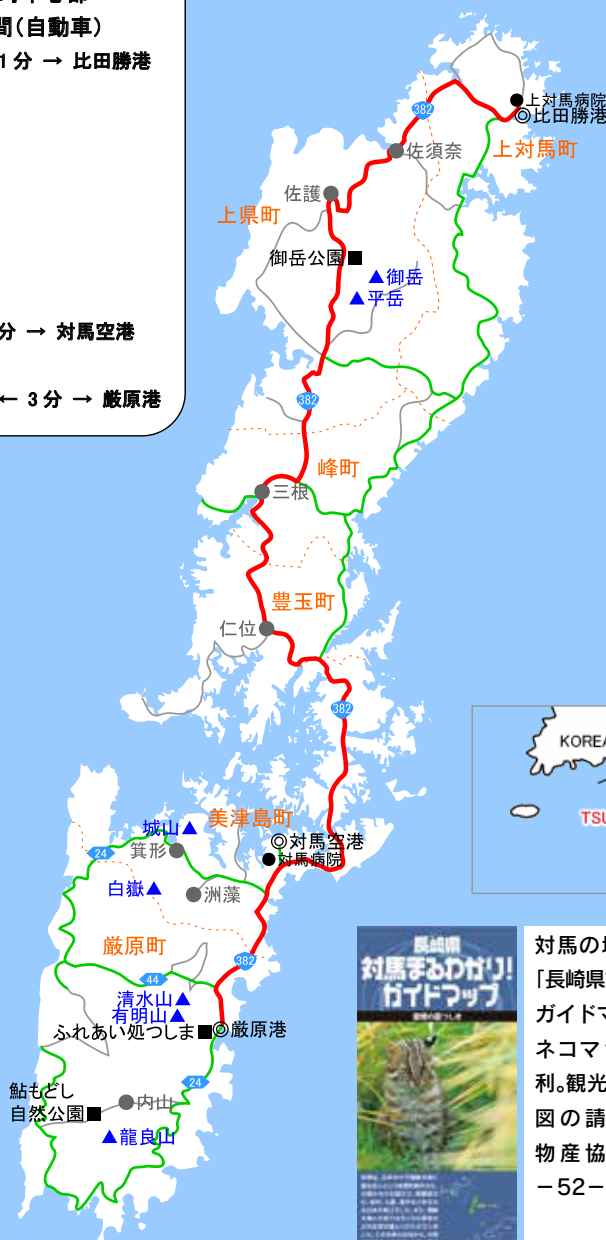 間（自動車）
1 分 → 比田勝港
分 → 対馬空港
← 3 分 → 厳原港
382
上対馬病院
◎比田勝港
佐須奈
上対馬町
佐護
上県町
御岳公園■
▲御岳
▲平岳
382
峰町
三根
豊玉町
仁位
382
KOREA
TSU
美津島町
城山▲
◎対馬空港
対馬病院
24
箕形
白嶽▲
洲藻
厳原町
382
44
清水山▲
有明山▲
ふれあい処つしま■◎厳原港
24
鮎もどし
自然公園■
内山
▲龍良山
長崎県
対馬まるわかり！
ガイドマップ
対馬の
「長崎県
ガイドマ
ネコマ
利。観光
図の請
物産協
－52－